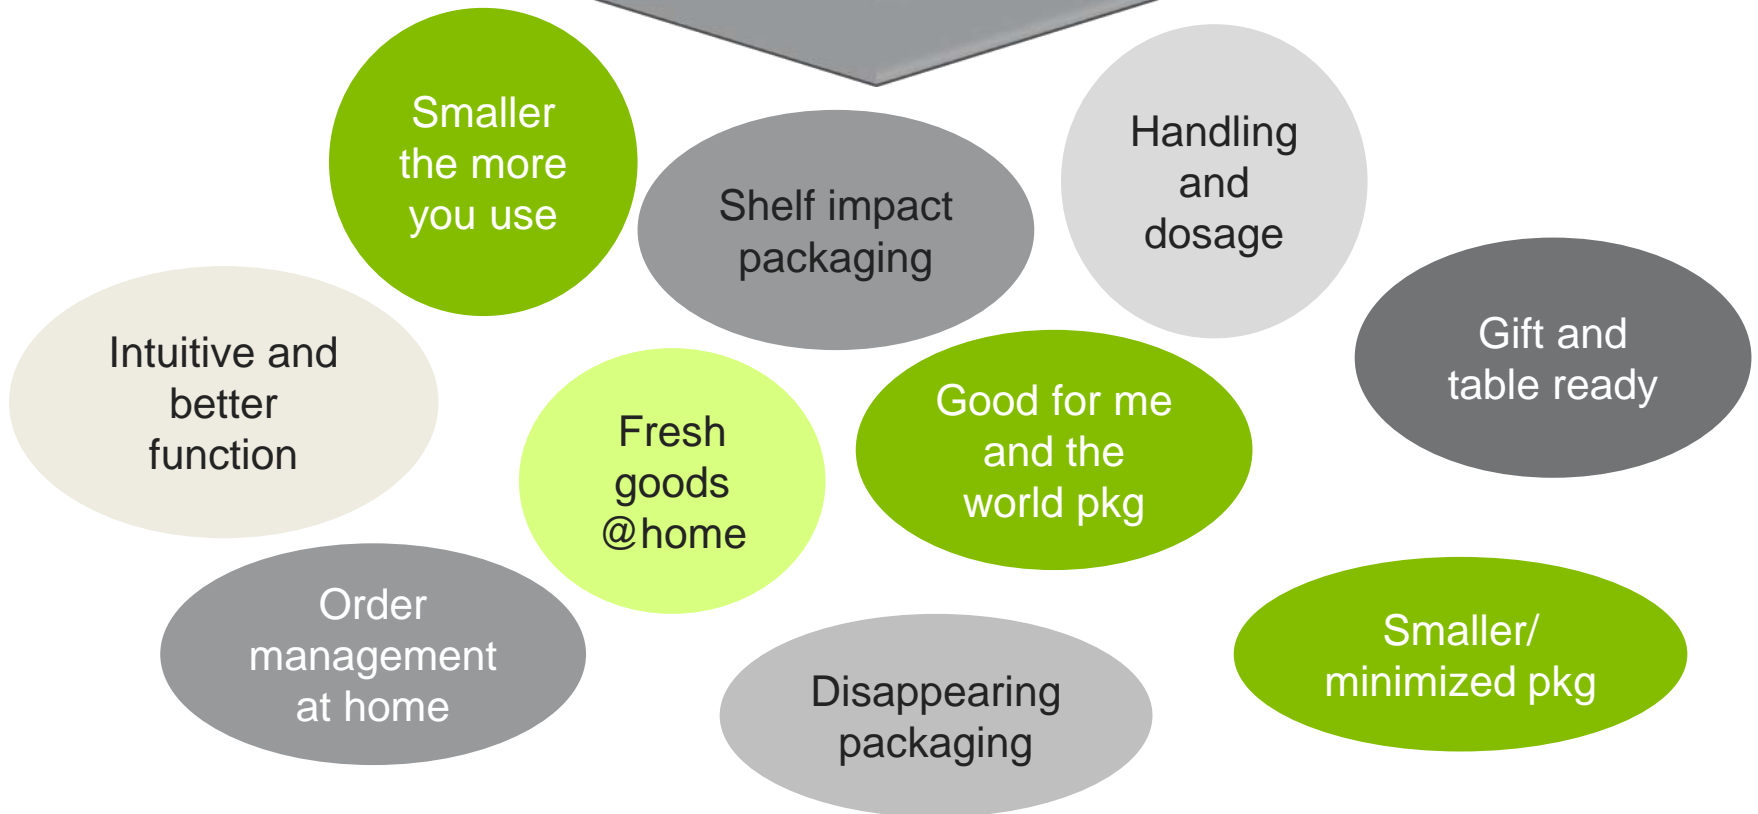 Smaller
the more
you use
Shelf impact
packaging
Handling
and
dosage
Gift and
table ready
Intuitive and
better
function
Fresh
goods
@home
Good for me
and the
world pkg
Order
management
at home
Disappearing
packaging
Smaller/
minimized pkg